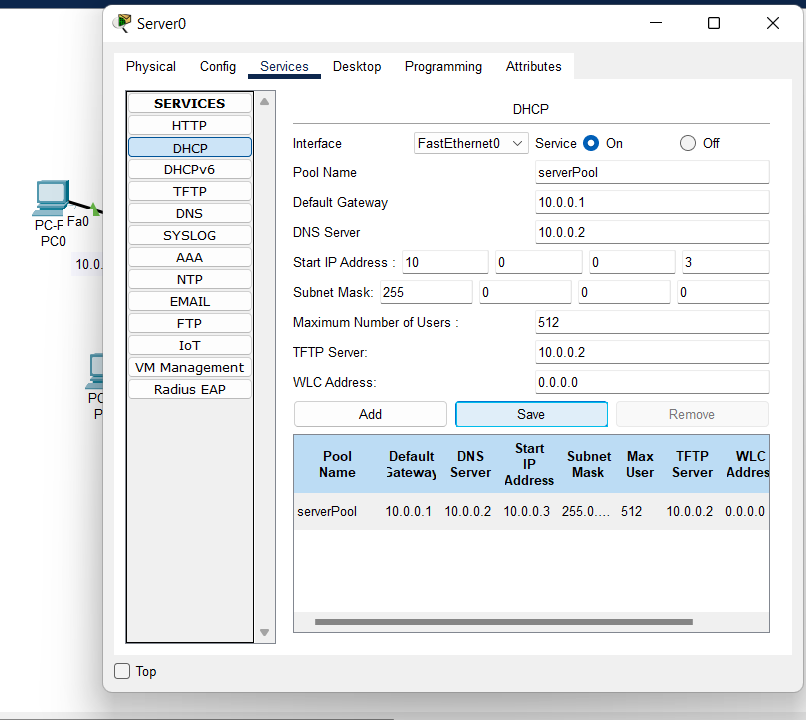 Server0
Physical Config Services Desktop Programming Attributes
SERVICES
HTTP
DHCP
DHCPv6
TFTP
DNS
SYSLOG
AAA
NTP
EMAIL
FTP
IoT
VM Management
Radius EAP
DHCP
Interface FastEthernet0 Service On Off
Pool Name serverPool
Default Gateway 10.0.0.1
DNS Server 10.0.0.2
Start IP Address : 10 0 0 3
Subnet Mask: 255 0 0 0
Maximum Number of Users : 512
TFTP Server: 10.0.0.2
WLC Address: 0.0.0.0
Add Save Remove
Pool Name Default Gateway DNS Server Start IP Address Subnet Mask Max User TFTP Server WLC Addres
serverPool 10.0.0.1 10.0.0.2 10.0.0.3 255.0.... 512 10.0.0.2 0.0.0.0
Top
Fa0
PC-P
PC0
10.0.
PC
P